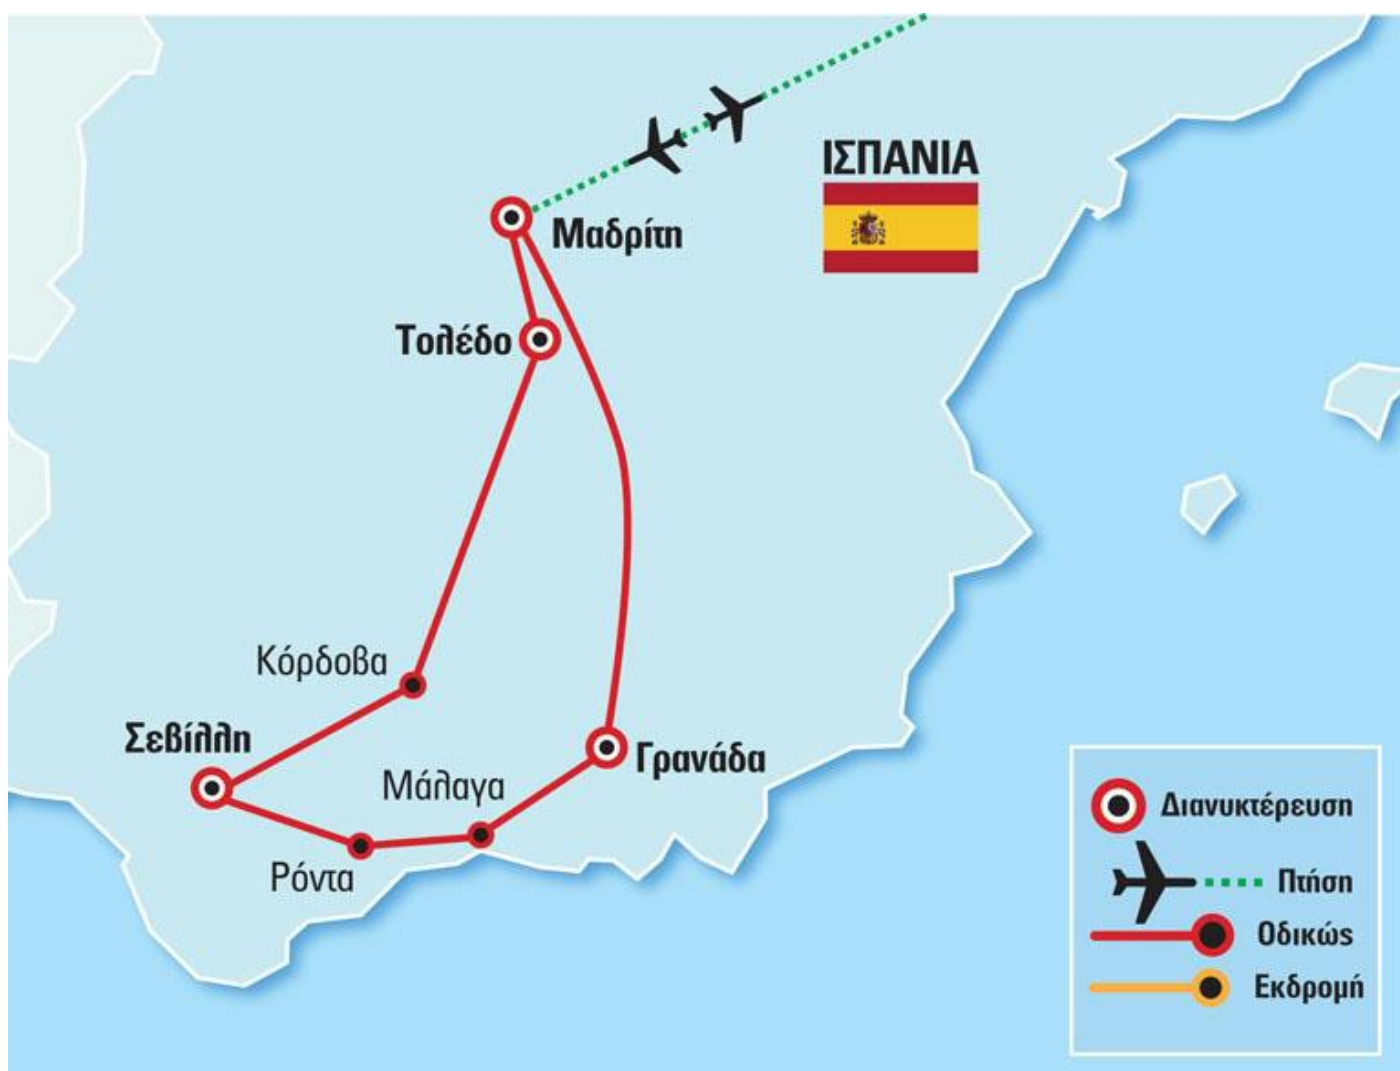 ΙΣΠΑΝΙΑ
Μαδρίτη
Τολέδο
Κόρδοβα
Σεβίλλη
Γρανάδα
Μάλαγα
Ρόντα
Διανυκτέρευση
Πτήση
Οδικώς
Εκδρομή